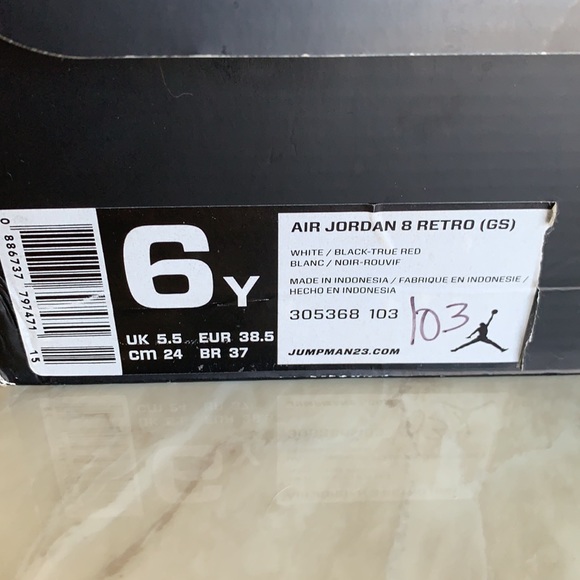 0 886737 797471 15
6Y
UK 5.5 EUR 38.5
CM 24 BR 37
AIR JORDAN 8 RETRO (GS)
WHITE / BLACK-TRUE RED
BLANC / NOIR-ROUVIF
MADE IN INDONESIA / FABRIQUE EN INDONESIE /
HECHO EN INDONESIA
305368 103
103
JUMPMAN23.COM